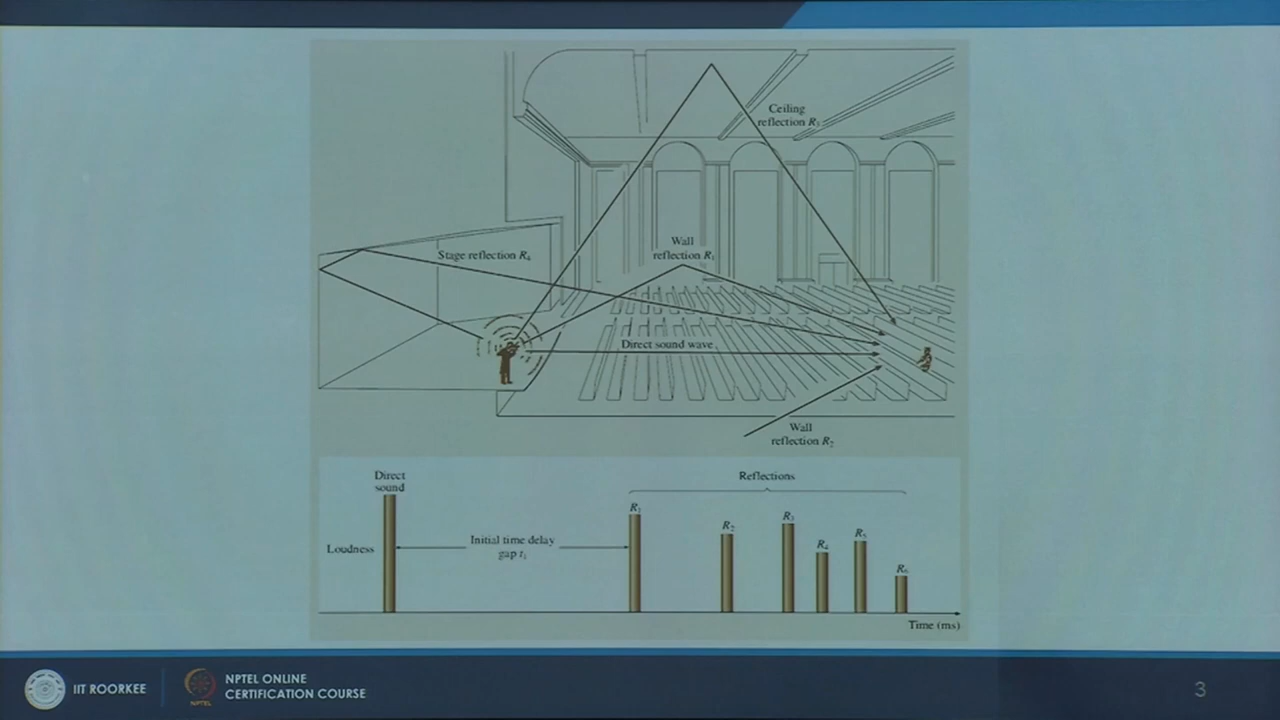 Ceiling
reflection R₃
Wall
reflection R₁
Stage reflection R₄
Direct sound wave
Wall
reflection R₂
Direct
sound
Reflections
R₁
R₂
R₃
R₄
R₅
R₆
Loudness
Initial time delay
gap t₁
Time (ms)
IIT ROORKEE
NPTEL ONLINE
CERTIFICATION COURSE
NPTEL
3